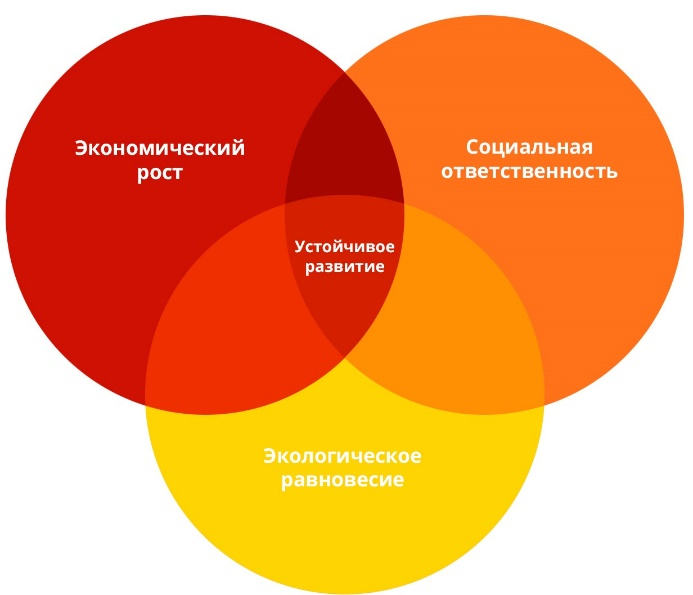 Экономический
рост
Социальная
ответственность
Устойчивое
развитие
Экологическое
равновесие